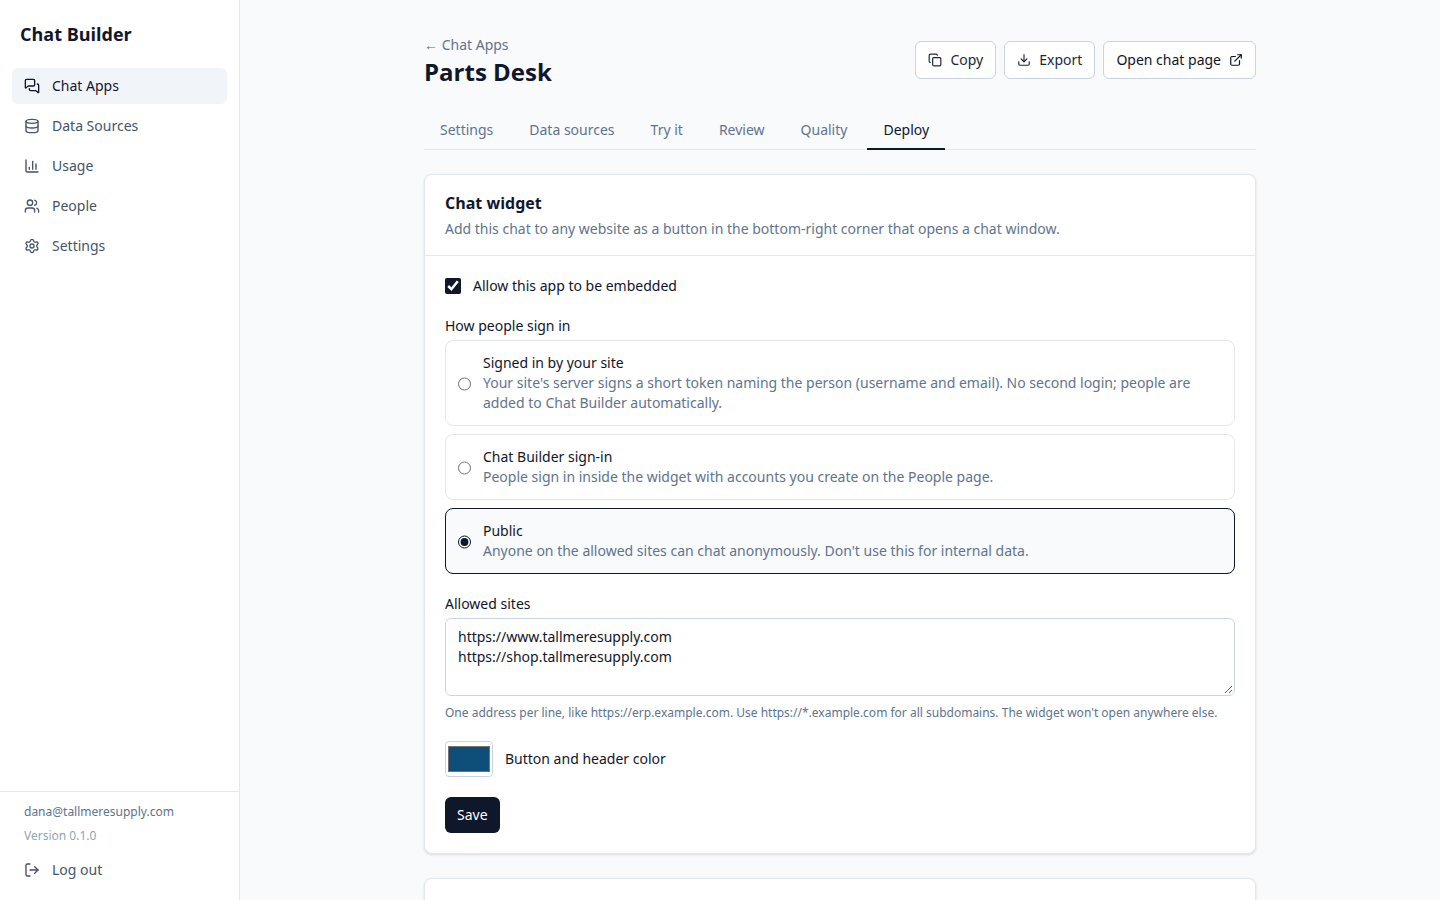 Chat Builder
Chat Apps
Data Sources
Usage
People
Settings
dana@tallmeresupply.com
Version 0.1.0
Log out
← Chat Apps
Parts Desk
Copy
Export
Open chat page
Settings
Data sources
Try it
Review
Quality
Deploy
Chat widget
Add this chat to any website as a button in the bottom-right corner that opens a chat window.
Allow this app to be embedded
How people sign in
Signed in by your site
Your site's server signs a short token naming the person (username and email). No second login; people are
added to Chat Builder automatically.
Chat Builder sign-in
People sign in inside the widget with accounts you create on the People page.
Public
Anyone on the allowed sites can chat anonymously. Don't use this for internal data.
Allowed sites
https://www.tallmeresupply.com
https://shop.tallmeresupply.com
One address per line, like https://erp.example.com. Use https://*.example.com for all subdomains. The widget won't open anywhere else.
Button and header color
Save